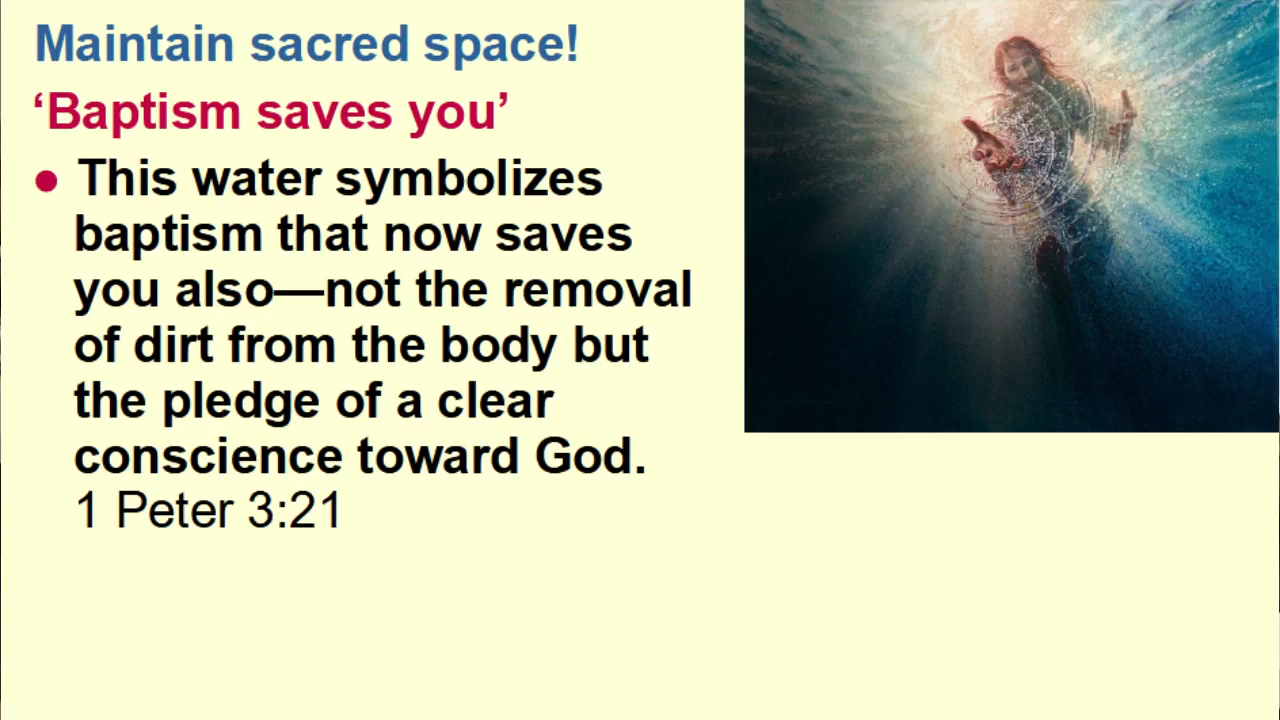 Maintain sacred space!
‘Baptism saves you’
● This water symbolizes
baptism that now saves
you also—not the removal
of dirt from the body but
the pledge of a clear
conscience toward God.
1 Peter 3:21